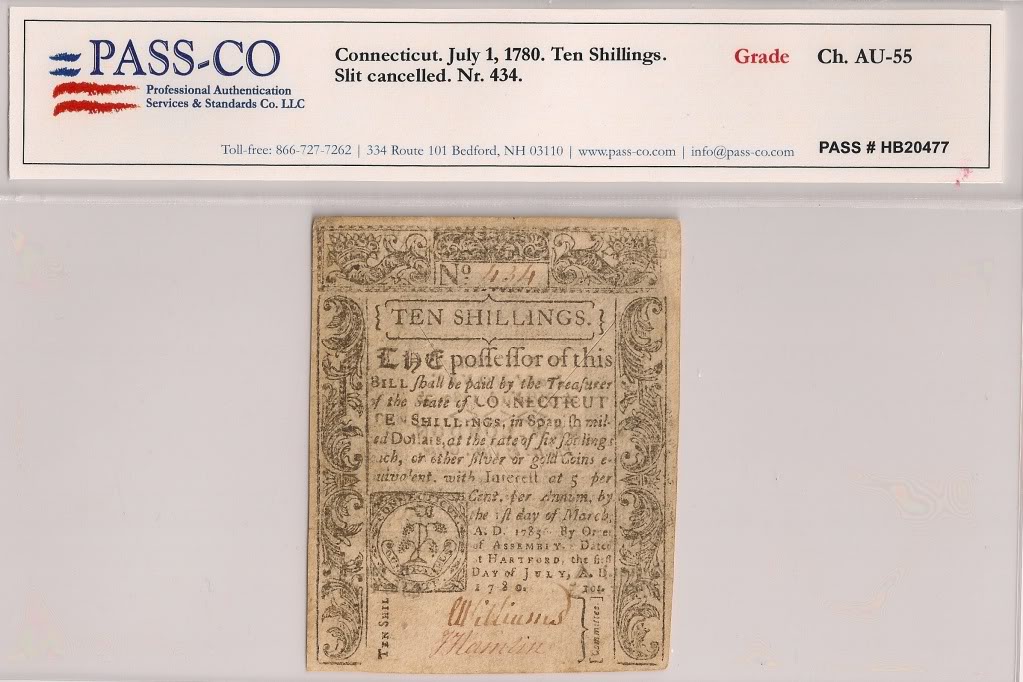 PASS-CO
Professional Authentication
Services & Standards Co. LLC
Connecticut. July 1, 1780. Ten Shillings.
Slit cancelled. Nr. 434.
Grade Ch. AU-55
Toll-free: 866-727-7262 | 334 Route 101 Bedford, NH 03110 | www.pass-co.com | info@pass-co.com
PASS # HB20477
No. 434
{TEN SHILLINGS.}
THE poſſeſſor of this
BILL ſhall be paid by the Treaſurer
of the State of CONNECTICUT
TEN SHILLINGS, in Spaniſh mil-
ed Dollars, at the rate of ſix ſhillings
ach, or other ſilver or gold Coins e-
uivolent, with Intereſt at 5 per
Cent. per Annum, by
the 1ſt day of March,
A. D. 1785. By Order
of ASSEMBLY. Dated
t HARTFORD, the firſt
DAY of JULY, A. D.
1780. 10s.
TEN SHIL
Williams
Hamlin
Committee.